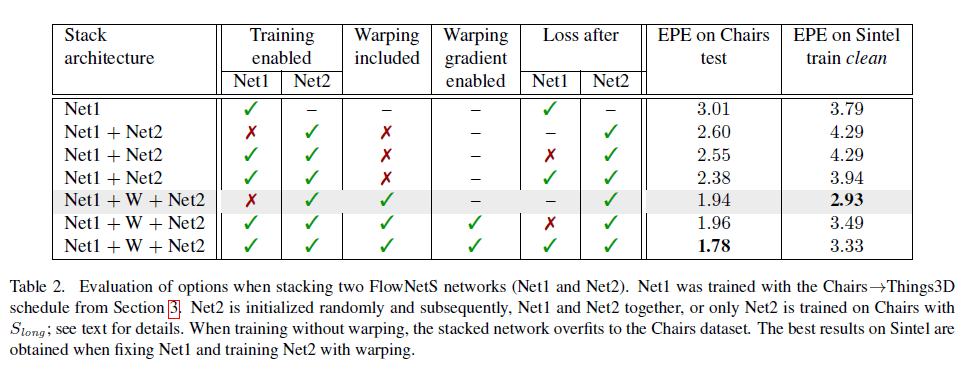 Stack Training Warping Warping Loss after EPE on Chairs EPE on Sintel
architecture enabled included gradient test train clean
Net1 Net2 enabled Net1 Net2
Net1 ✓ – – – ✓ – 3.01 3.79
Net1 + Net2 ✗ ✓ ✗ – – ✓ 2.60 4.29
Net1 + Net2 ✓ ✓ ✗ – ✗ ✓ 2.55 4.29
Net1 + Net2 ✓ ✓ ✗ – ✓ ✓ 2.38 3.94
Net1 + W + Net2 ✗ ✓ ✓ – – ✓ 1.94 2.93
Net1 + W + Net2 ✓ ✓ ✓ ✓ ✗ ✓ 1.96 3.49
Net1 + W + Net2 ✓ ✓ ✓ ✓ ✓ ✓ 1.78 3.33
Table 2. Evaluation of options when stacking two FlowNetS networks (Net1 and Net2). Net1 was trained with the Chairs→Things3D
schedule from Section 3. Net2 is initialized randomly and subsequently, Net1 and Net2 together, or only Net2 is trained on Chairs with
S_long; see text for details. When training without warping, the stacked network overfits to the Chairs dataset. The best results on Sintel are
obtained when fixing Net1 and training Net2 with warping.